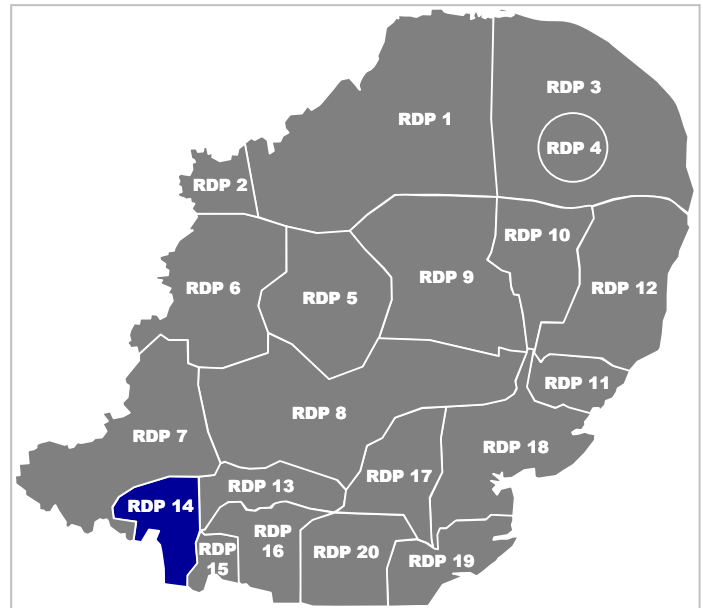 RDP 1
RDP 3
RDP 4
RDP 2
RDP 10
RDP 9
RDP 6
RDP 5
RDP 12
RDP 11
RDP 8
RDP 7
RDP 18
RDP 17
RDP 13
RDP 14
RDP
16
RDP
15
RDP 20
RDP 19